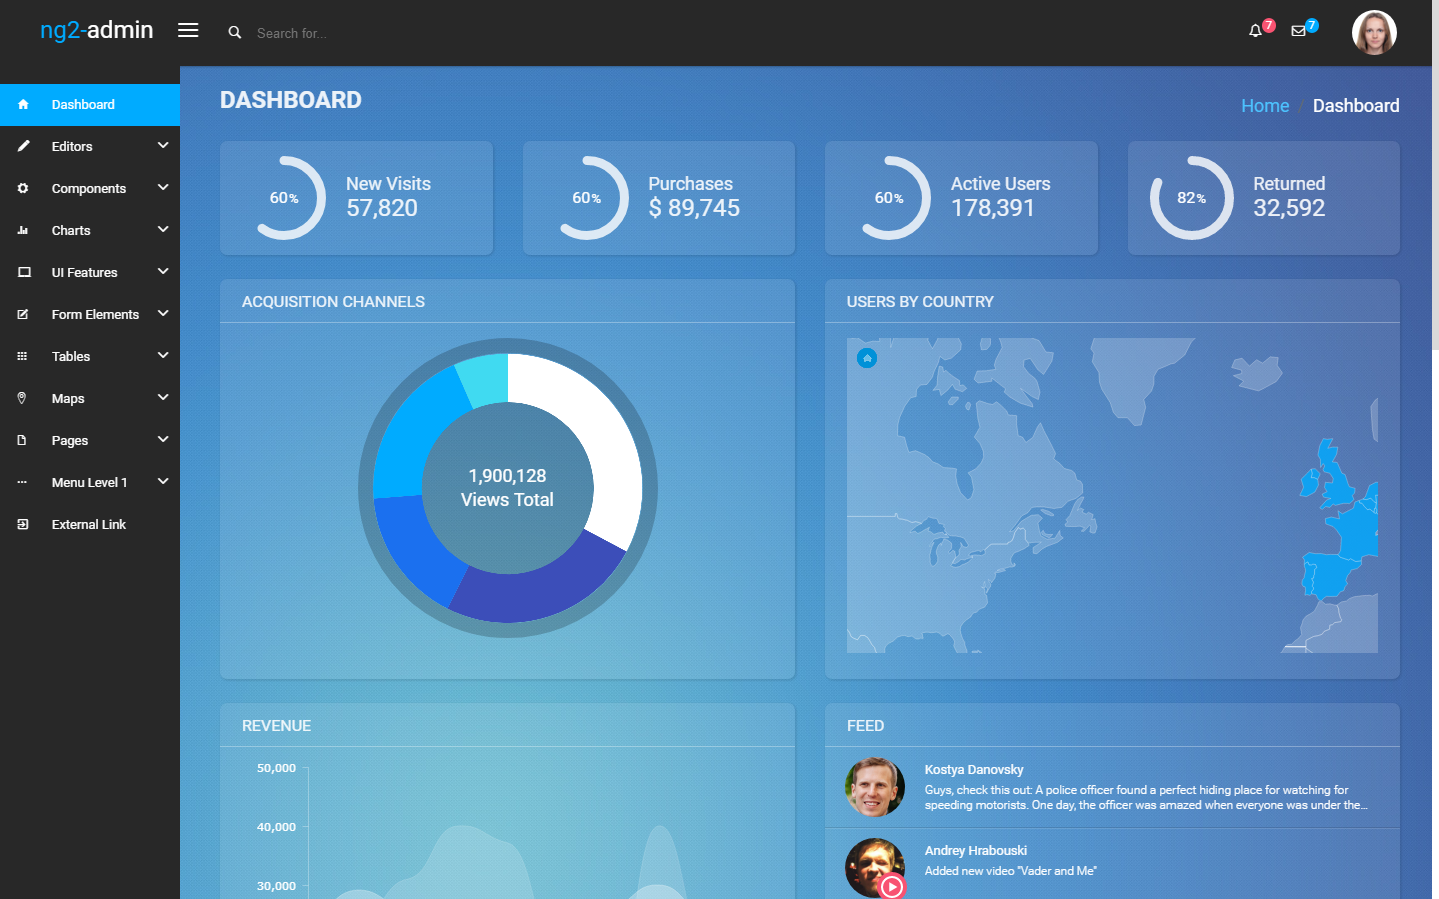 ng2-admin
Search for...
7
7
Dashboard
Editors
Components
Charts
UI Features
Form Elements
Tables
Maps
Pages
Menu Level 1
External Link
DASHBOARD
Home / Dashboard
60%
New Visits
57,820
60%
Purchases
$ 89,745
60%
Active Users
178,391
82%
Returned
32,592
ACQUISITION CHANNELS
1,900,128
Views Total
USERS BY COUNTRY
REVENUE
50,000
40,000
30,000
FEED
Kostya Danovsky
Guys, check this out: A police officer found a perfect hiding place for watching for
speeding motorists. One day, the officer was amazed when everyone was under the...
Andrey Hrabouski
Added new video "Vader and Me"